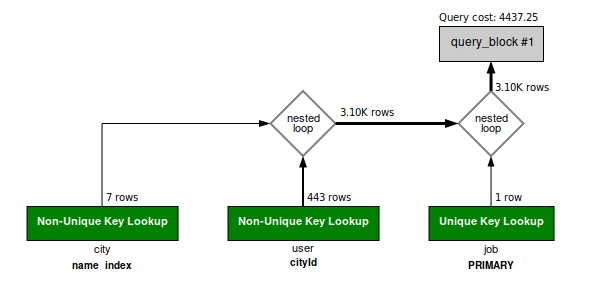 Query cost: 4437.25
query_block #1
3.10K rows
nested
loop
3.10K rows
nested
loop
7 rows
443 rows
1 row
Non-Unique Key Lookup
Non-Unique Key Lookup
Unique Key Lookup
city
user
job
name_index
cityId
PRIMARY